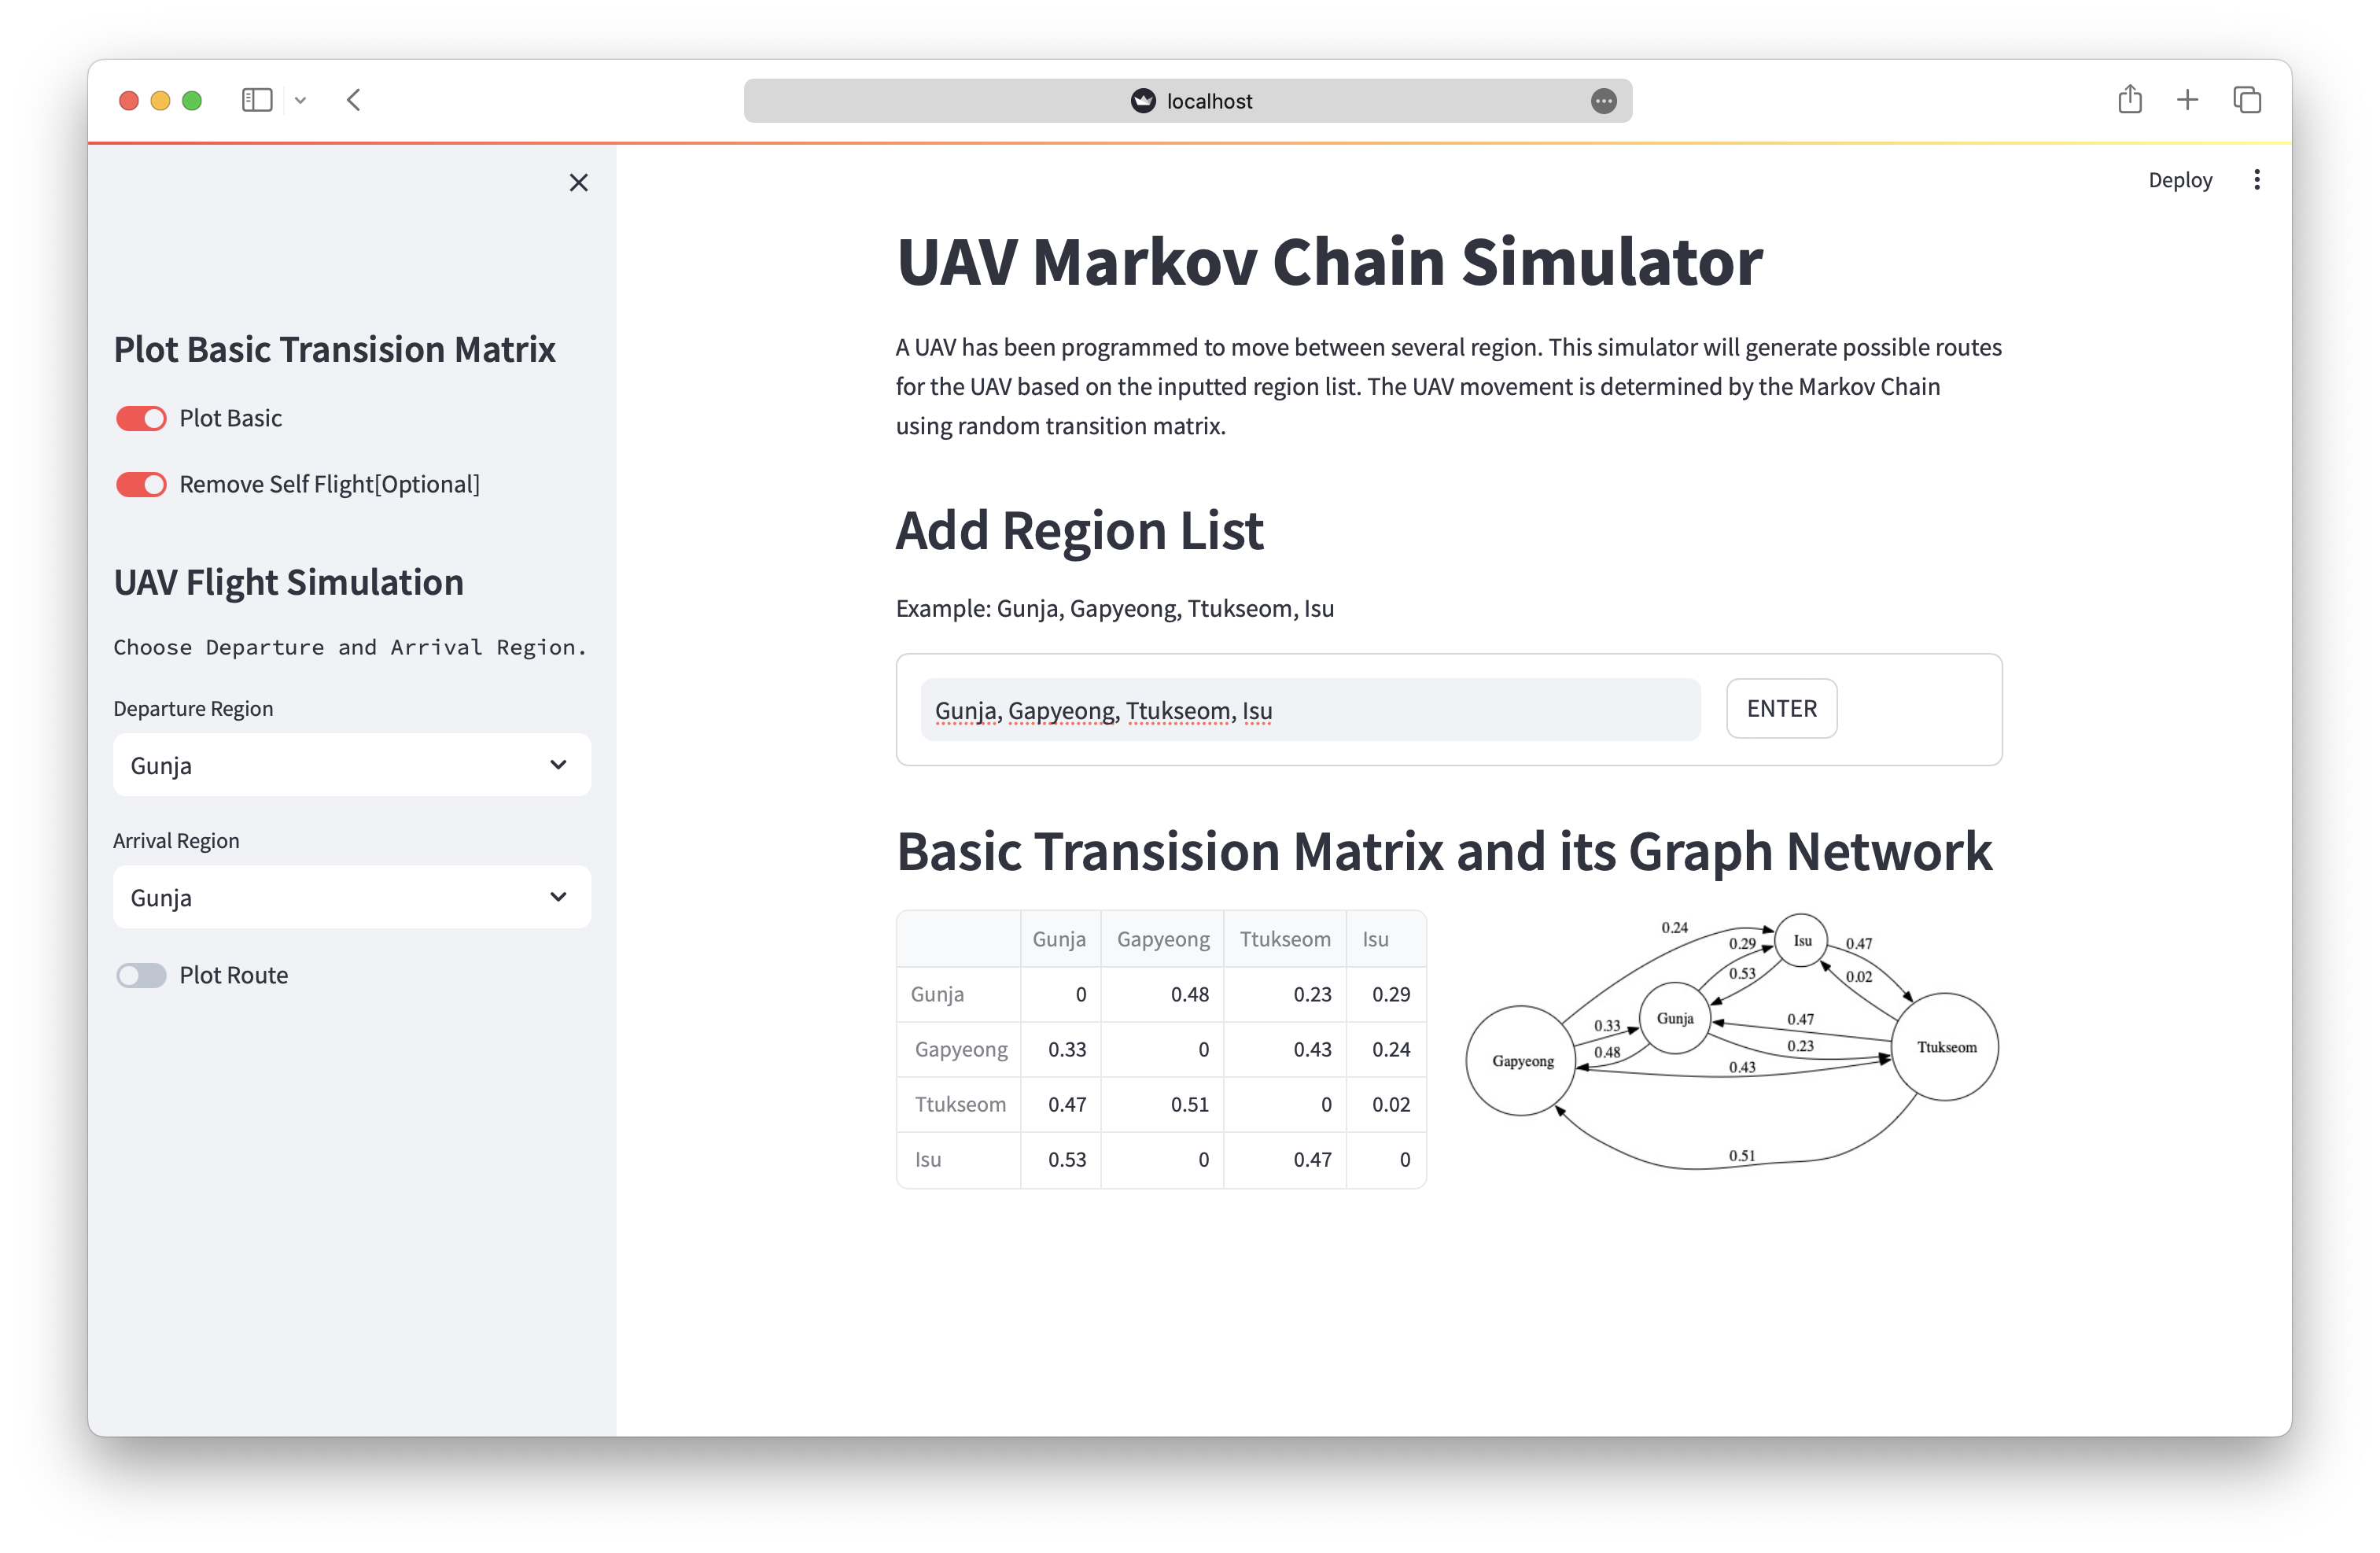 localhost
Deploy
Plot Basic Transision Matrix
Plot Basic
Remove Self Flight[Optional]
UAV Flight Simulation
Choose Departure and Arrival Region.
Departure Region
Gunja
Arrival Region
Gunja
Plot Route
UAV Markov Chain Simulator
A UAV has been programmed to move between several region. This simulator will generate possible routes
for the UAV based on the inputted region list. The UAV movement is determined by the Markov Chain
using random transition matrix.
Add Region List
Example: Gunja, Gapyeong, Ttukseom, Isu
Gunja, Gapyeong, Ttukseom, Isu
ENTER
Basic Transision Matrix and its Graph Network
Gunja Gapyeong Ttukseom Isu
Gunja 0 0.48 0.23 0.29
Gapyeong 0.33 0 0.43 0.24
Ttukseom 0.47 0.51 0 0.02
Isu 0.53 0 0.47 0
0.24
Isu
0.29
0.47
0.53
0.02
Gunja
0.33
0.47
0.48
0.23
Gapyeong
Ttukseom
0.43
0.51